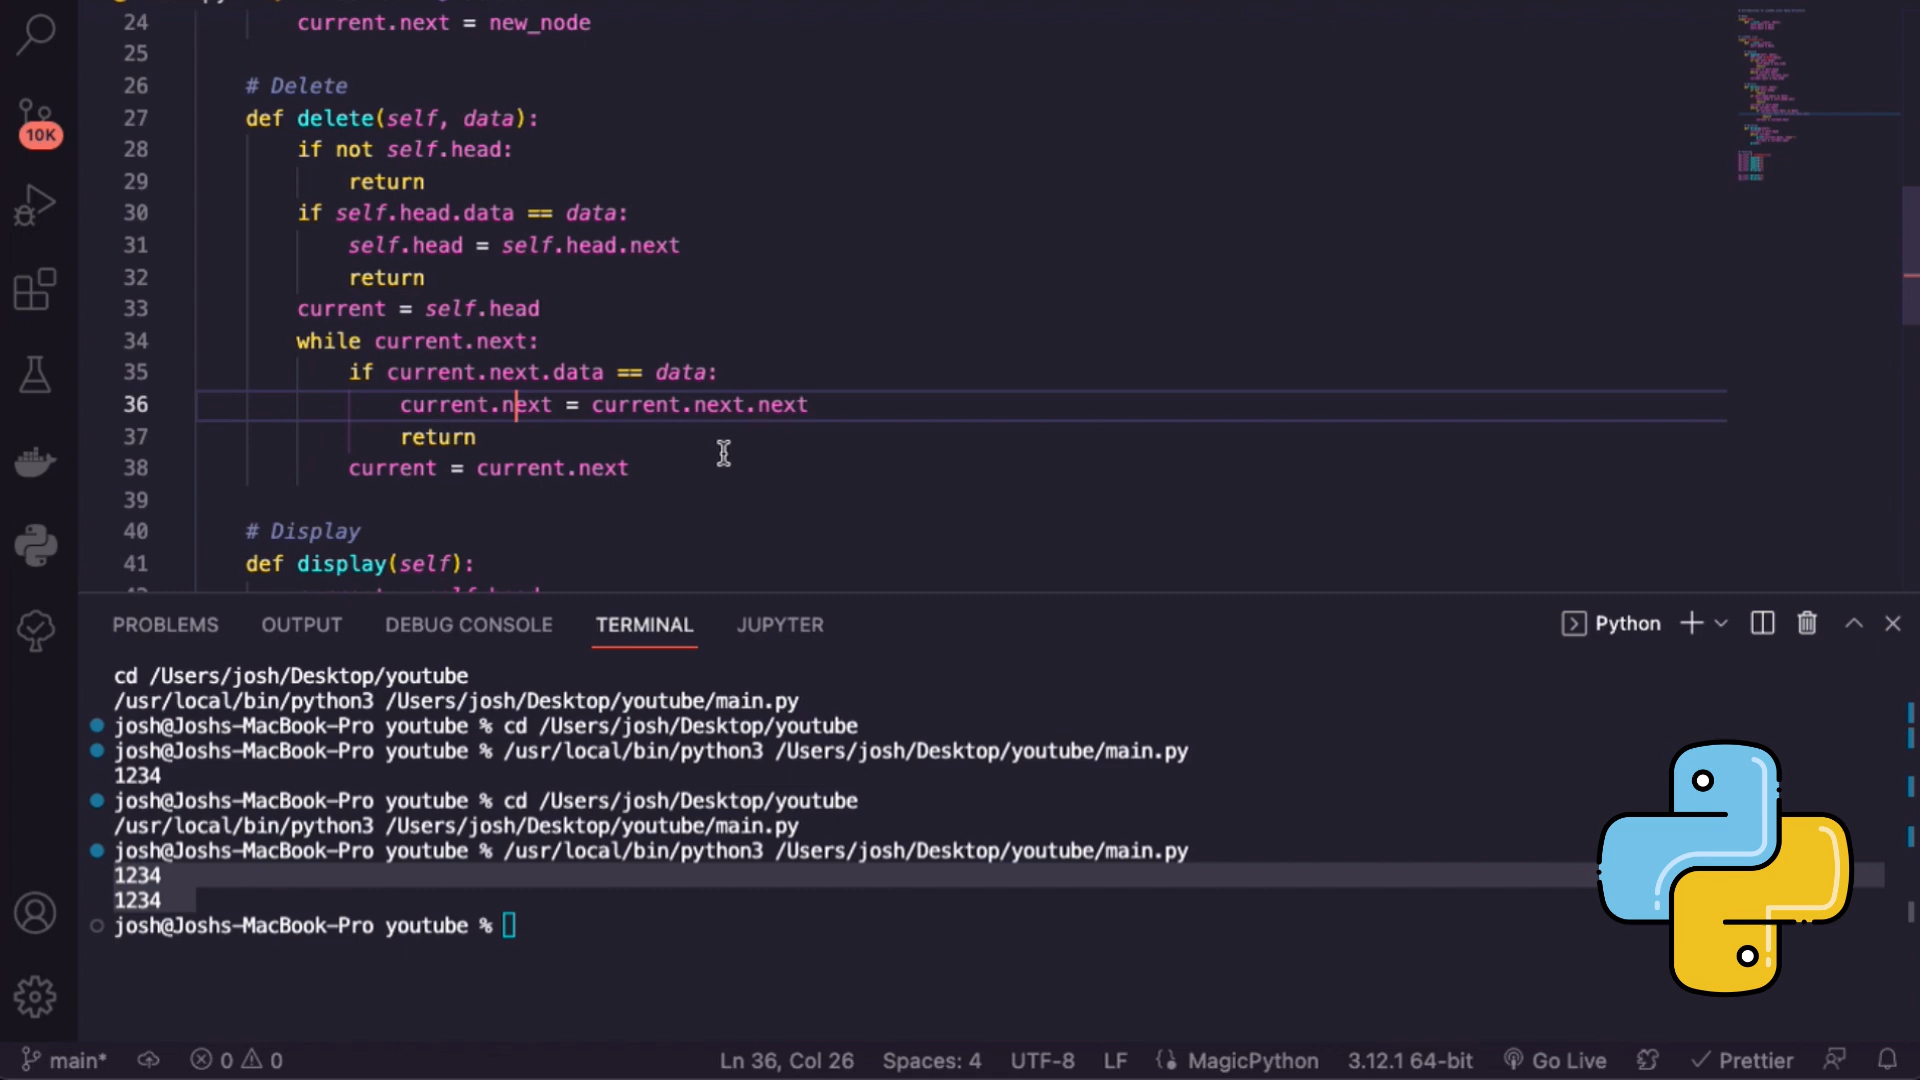 24 current.next = new_node
25
26 # Delete
27 def delete(self, data):
28 if not self.head:
29 return
30 if self.head.data == data:
31 self.head = self.head.next
32 return
33 current = self.head
34 while current.next:
35 if current.next.data == data:
36 current.next = current.next.next
37 return
38 current = current.next
39
40 # Display
41 def display(self):
10K
PROBLEMS OUTPUT DEBUG CONSOLE TERMINAL JUPYTER Python
cd /Users/josh/Desktop/youtube
/usr/local/bin/python3 /Users/josh/Desktop/youtube/main.py
josh@Joshs-MacBook-Pro youtube % cd /Users/josh/Desktop/youtube
josh@Joshs-MacBook-Pro youtube % /usr/local/bin/python3 /Users/josh/Desktop/youtube/main.py
1234
josh@Joshs-MacBook-Pro youtube % cd /Users/josh/Desktop/youtube
/usr/local/bin/python3 /Users/josh/Desktop/youtube/main.py
josh@Joshs-MacBook-Pro youtube % /usr/local/bin/python3 /Users/josh/Desktop/youtube/main.py
1234
1234
josh@Joshs-MacBook-Pro youtube %
main* 0 0 Ln 36, Col 26 Spaces: 4 UTF-8 LF MagicPython 3.12.1 64-bit Go Live Prettier